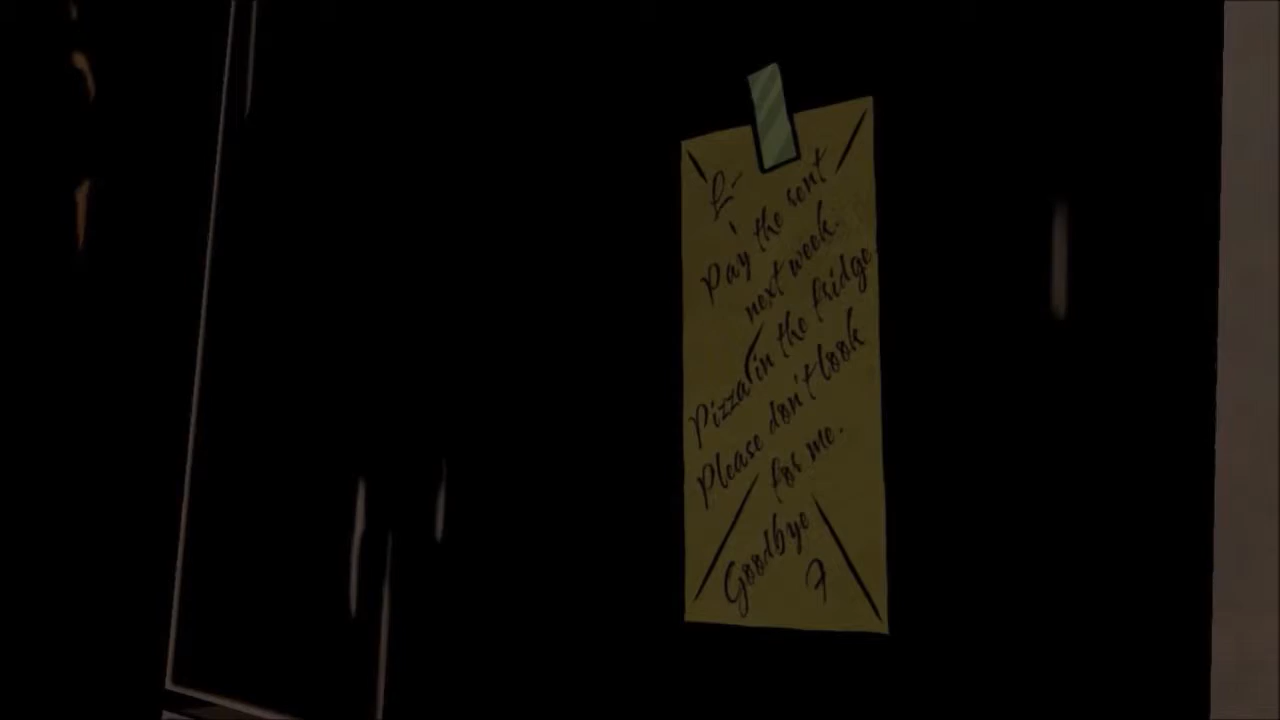 E-
Pay the rent
next week.
Pizza in the fridge.
Please don't look
for me.
Goodbye
F